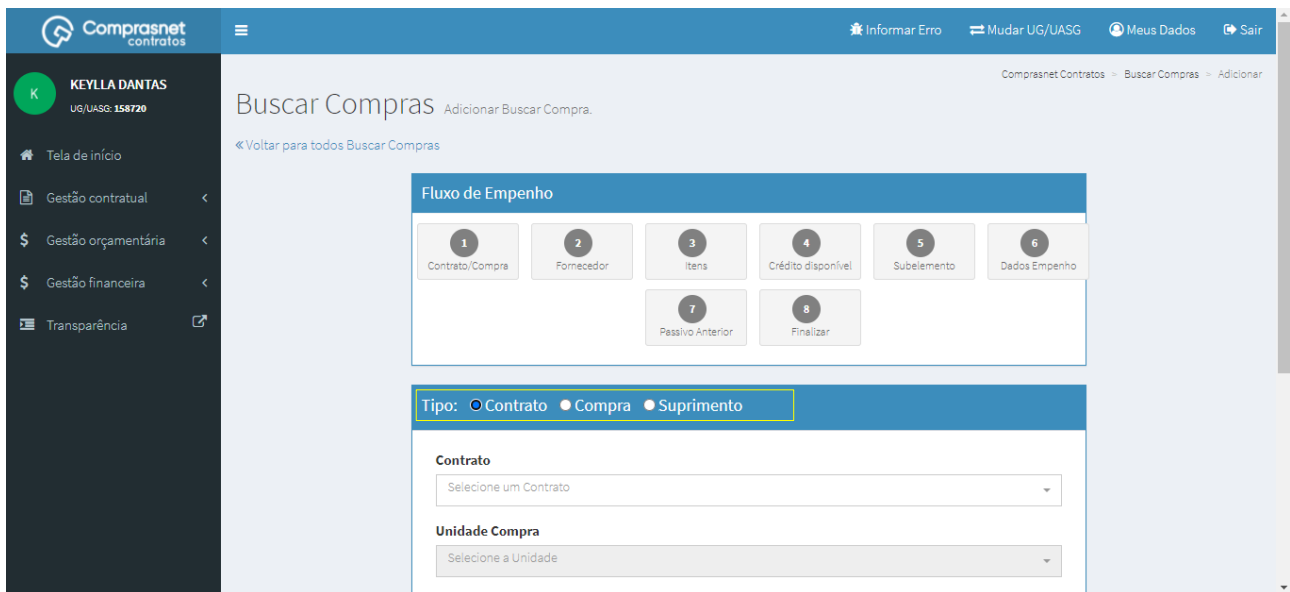 Comprasnet
contratos
Informar Erro
Mudar UG/UASG
Meus Dados
Sair
K
KEYLLA DANTAS
UG/UASG: 158720
Tela de início
Gestão contratual
Gestão orçamentária
Gestão financeira
Transparência
Comprasnet Contratos > Buscar Compras > Adicionar
Buscar Compras Adicionar Buscar Compra.
« Voltar para todos Buscar Compras
Fluxo de Empenho
1
Contrato/Compra
2
Fornecedor
3
Itens
4
Crédito disponível
5
Subelemento
6
Dados Empenho
7
Passivo Anterior
8
Finalizar
Tipo: Contrato Compra Suprimento
Contrato
Selecione um Contrato
Unidade Compra
Selecione a Unidade